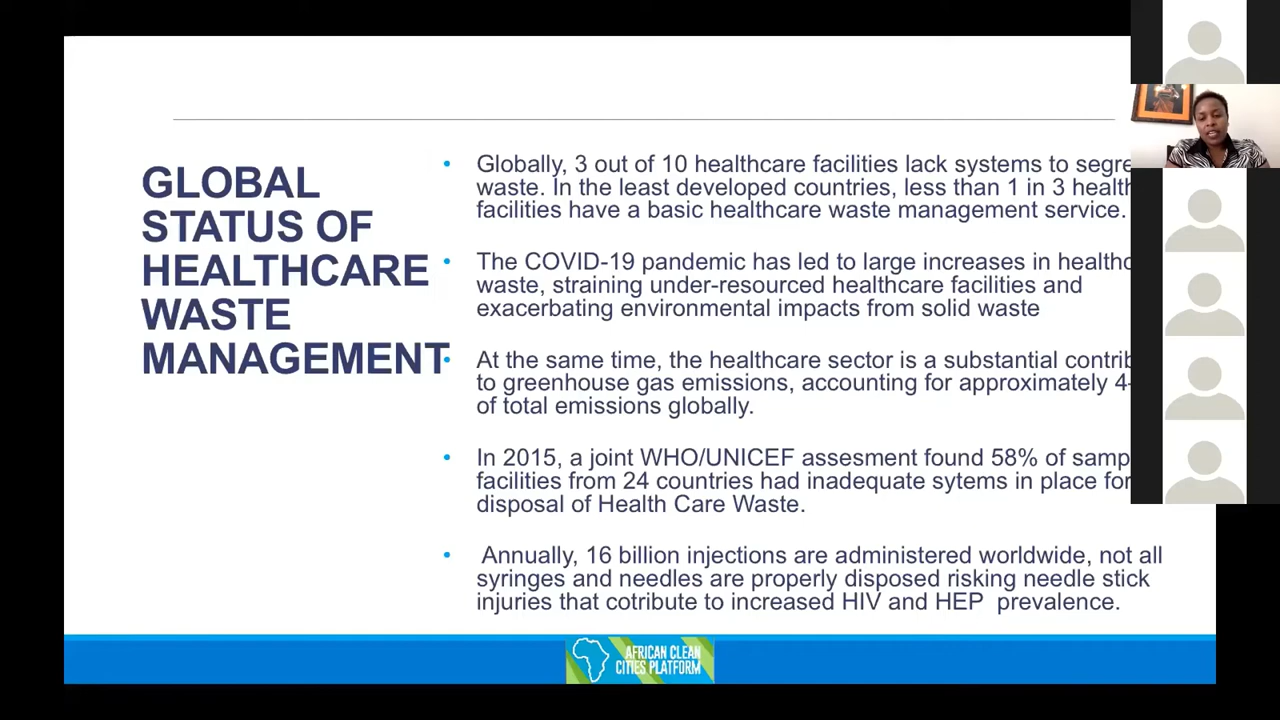 GLOBAL
STATUS OF
HEALTHCARE
WASTE
MANAGEMENT
Globally, 3 out of 10 healthcare facilities lack systems to
waste. In the least developed countries, less than 1 in 3
facilities have a basic healthcare waste management service.
The COVID-19 pandemic has led to large increases in
waste, straining under-resourced healthcare facilities and
exacerbating environmental impacts from solid waste
At the same time, the healthcare sector is a substantial
to greenhouse gas emissions, accounting for approximately
of total emissions globally.
In 2015, a joint WHO/UNICEF assesment found 58% of
facilities from 24 countries had inadequate sytems in place for
disposal of Health Care Waste.
Annually, 16 billion injections are administered worldwide, not all
syringes and needles are properly disposed risking needle stick
injuries that cotribute to increased HIV and HEP prevalence.
AFRICAN CLEAN
CITIES PLATFORM